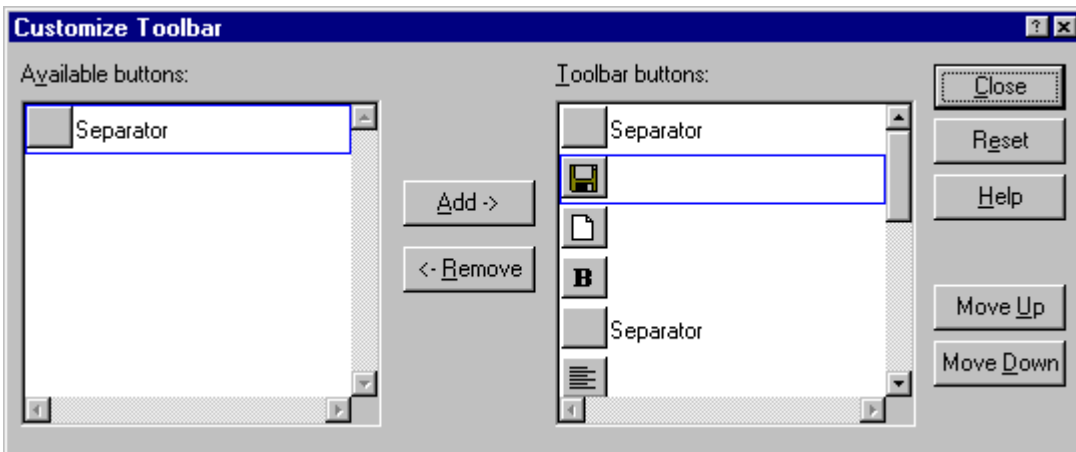 Customize Toolbar
Available buttons:
Separator
Add ->
<- Remove
Toolbar buttons:
Separator
B
Separator
Close
Reset
Help
Move Up
Move Down